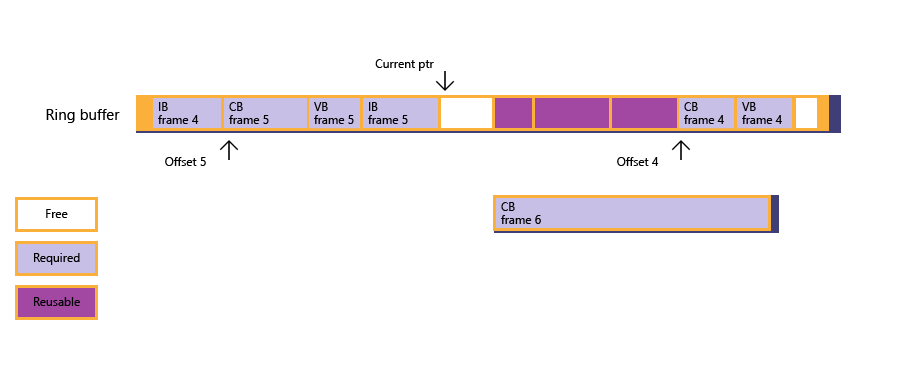 Current ptr
Ring buffer
IB
frame 4
CB
frame 5
VB
frame 5
IB
frame 5
CB
frame 4
VB
frame 4
Offset 5
Offset 4
CB
frame 6
Free
Required
Reusable